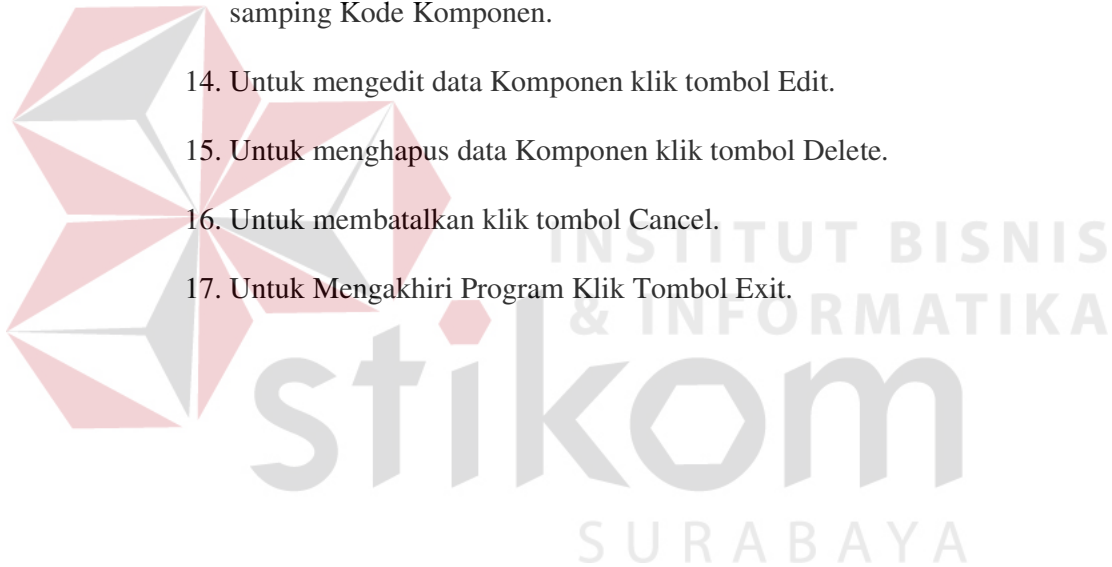 samping Kode Komponen.
14. Untuk mengedit data Komponen klik tombol Edit.
15. Untuk menghapus data Komponen klik tombol Delete.
16. Untuk membatalkan klik tombol Cancel.
INSTITUT BISNIS
17. Untuk Mengakhiri Program Klik Tombol Exit.
& INFORMATIKA
stikom
SURABAYA